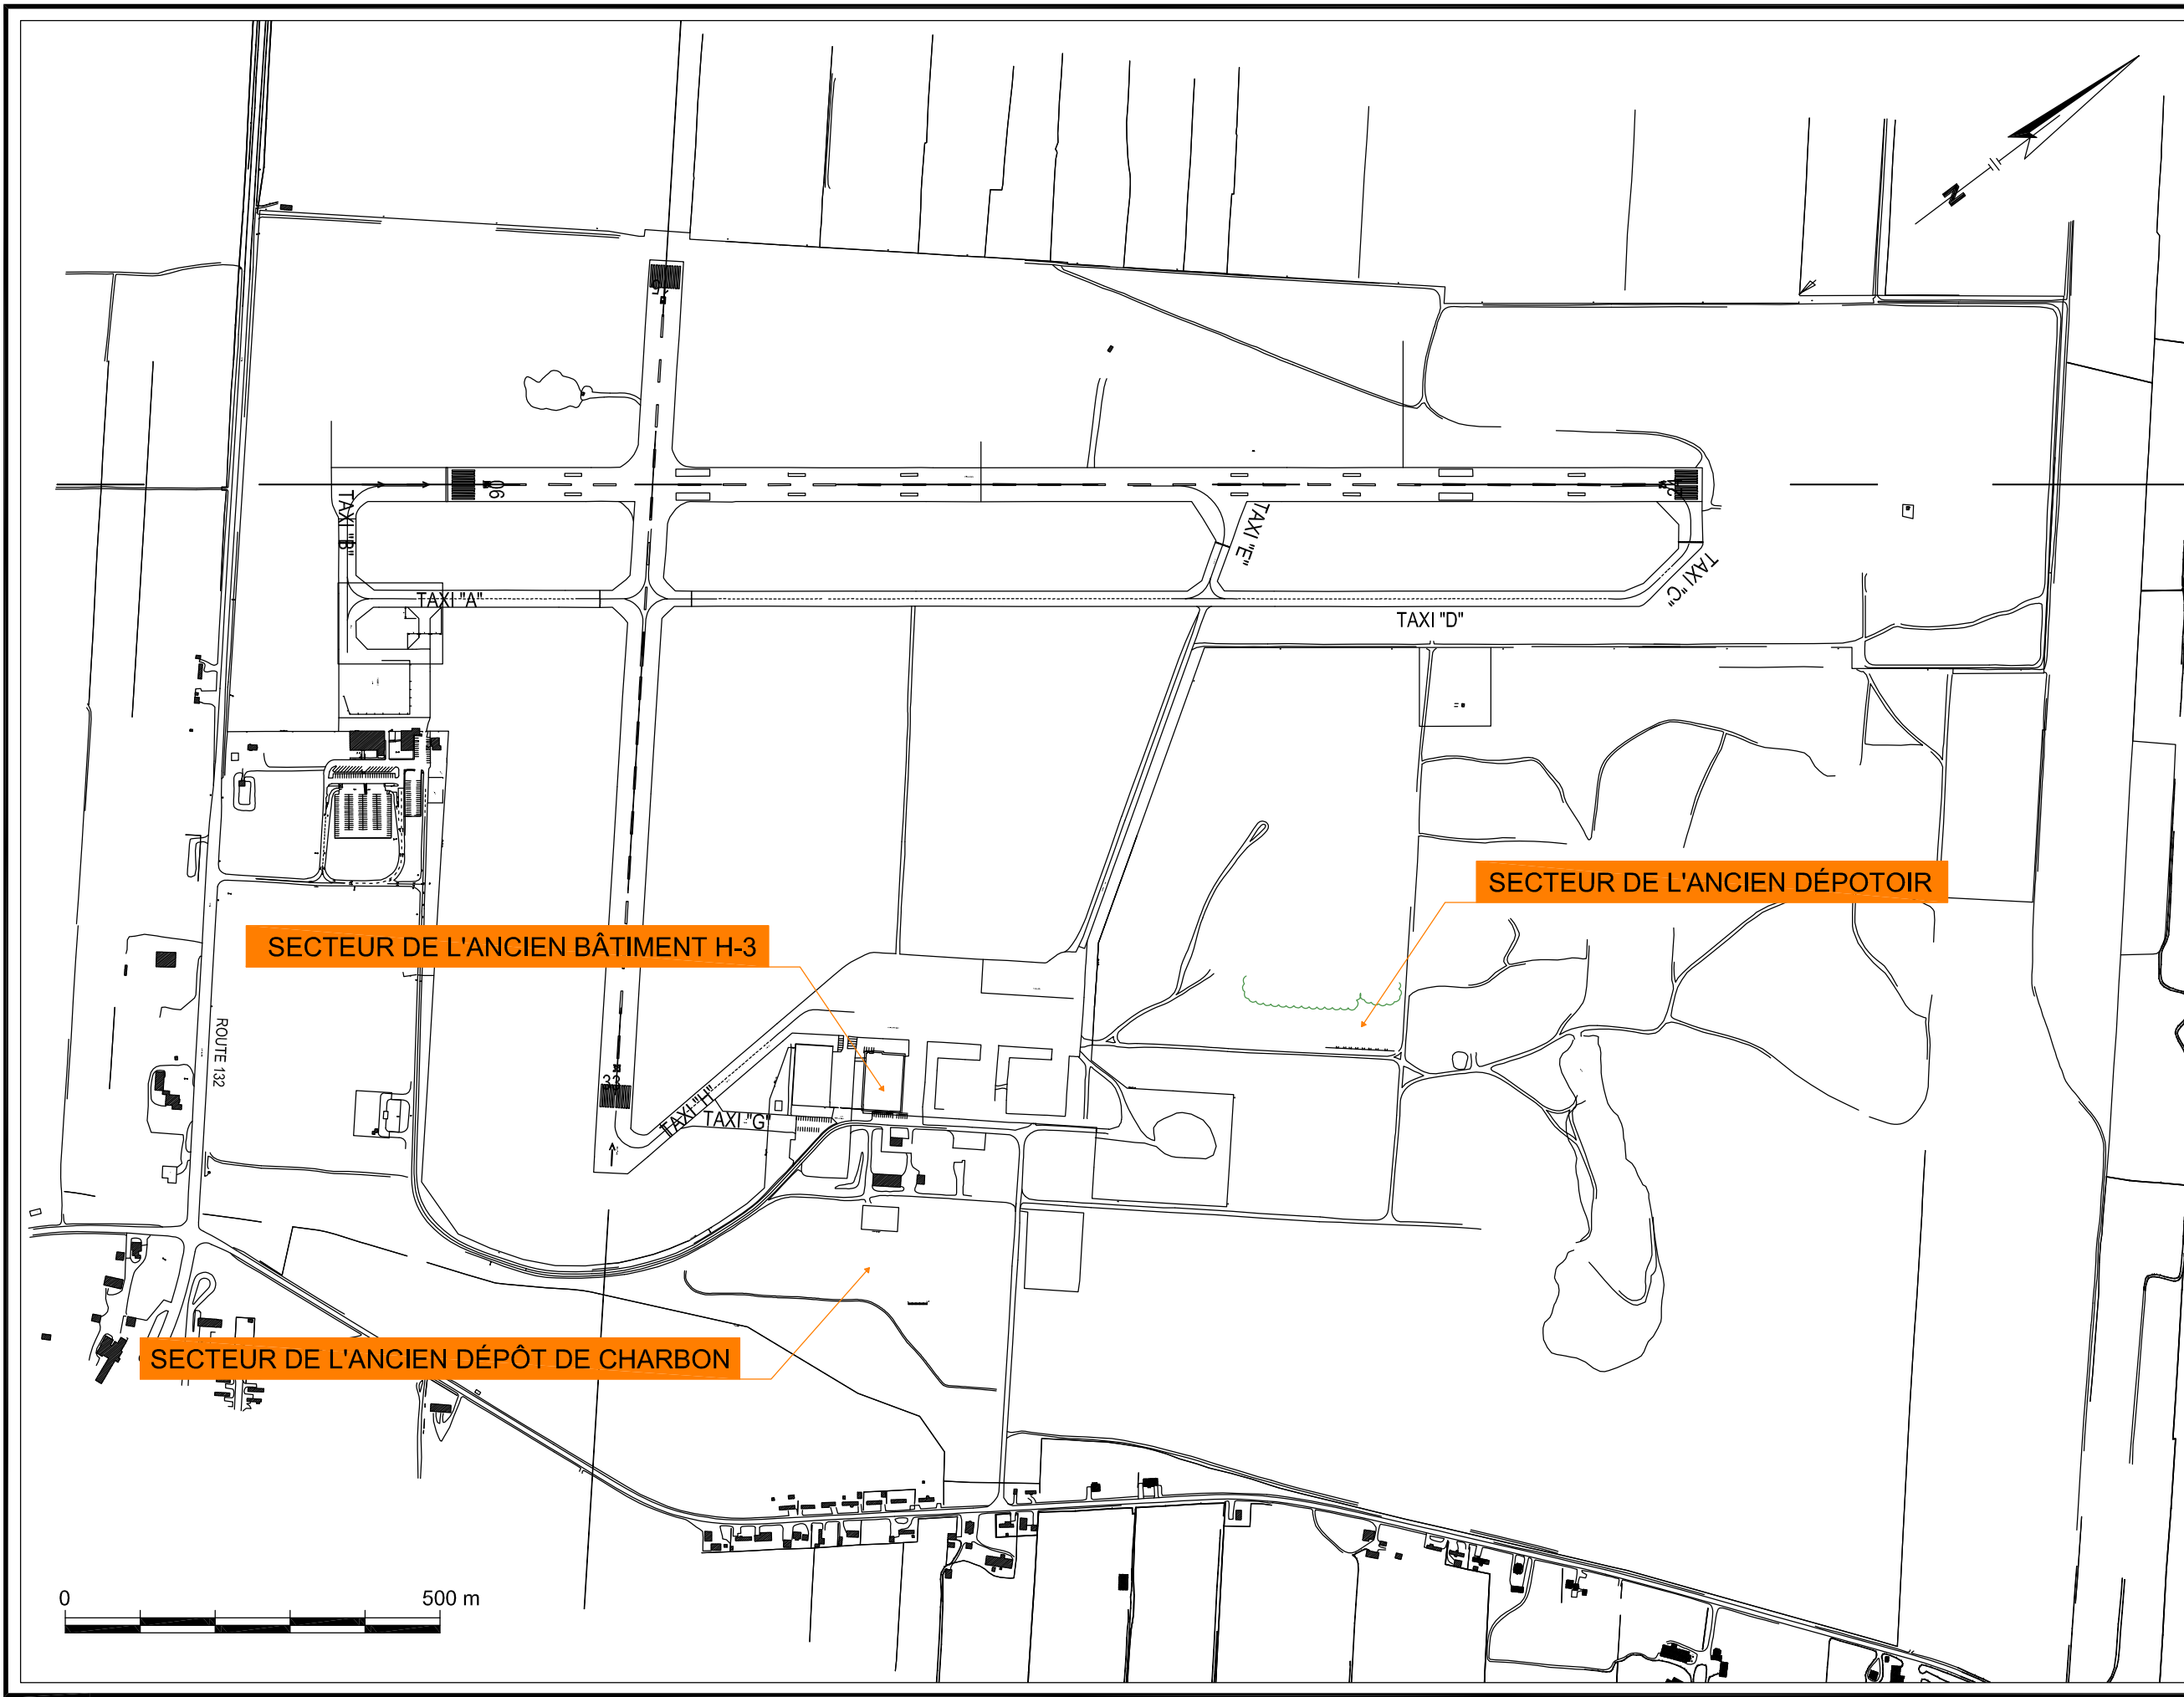 N
06
TAXI "B"
TAXI "E"
TAXI "C"
TAXI "A"
TAXI "D"
SECTEUR DE L'ANCIEN DÉPOTOIR
SECTEUR DE L'ANCIEN BÂTIMENT H-3
ROUTE 132
33
TAXI "H"
TAXI "G"
SECTEUR DE L'ANCIEN DÉPÔT DE CHARBON
0
500 m